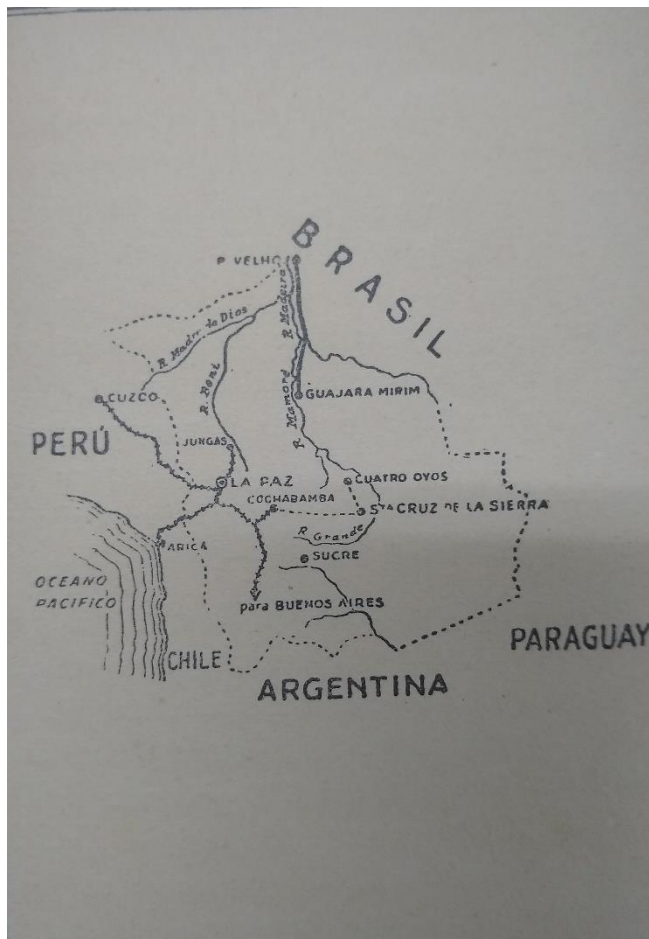 BRASIL
P. VELHO
R. Madeira
R. Madre de Dios
R. Beni
CUZCO
GUAJARA MIRIM
R. Mamoré
PERÚ
JUNGAS
LA PAZ
CUATRO OYOS
COCHABAMBA
STA CRUZ DE LA SIERRA
R. Grande
ARICA
SUCRE
OCEANO
PACIFICO
para BUENOS AIRES
PARAGUAY
CHILE
ARGENTINA